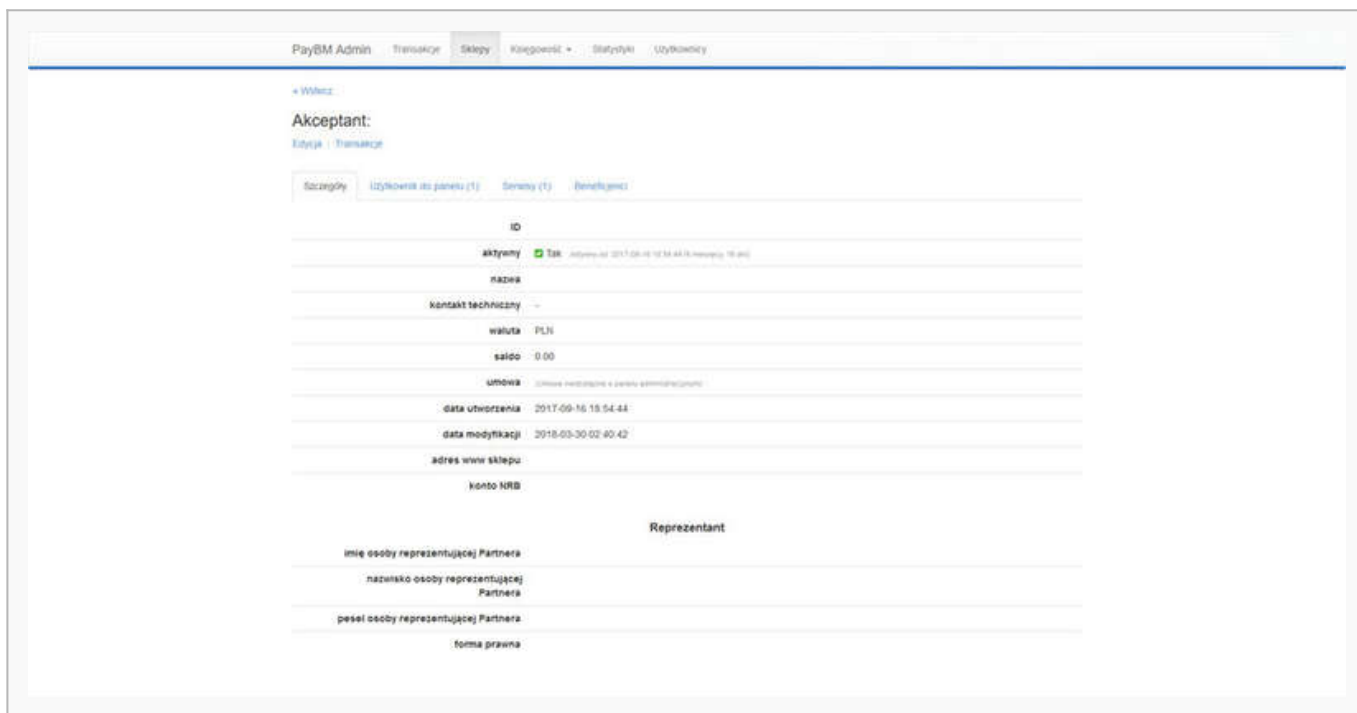 PayBM Admin Transakcje Sklepy Księgowość Statystyki Użytkownicy
« Wstecz
Akceptant:
Edycja | Transakcje
Szczegóły Użytkownik do panelu (1) Serwisy (1) Beneficjenci
ID
aktywny Tak
nazwa
kontakt techniczny -
waluta PLN
saldo 0.00
umowa
data utworzenia 2017-09-16 18:54:44
data modyfikacji 2018-03-30 02:40:42
adres www sklepu
konto NRB
Reprezentant
imię osoby reprezentującej Partnera
nazwisko osoby reprezentującej
Partnera
pesel osoby reprezentującej Partnera
forma prawna